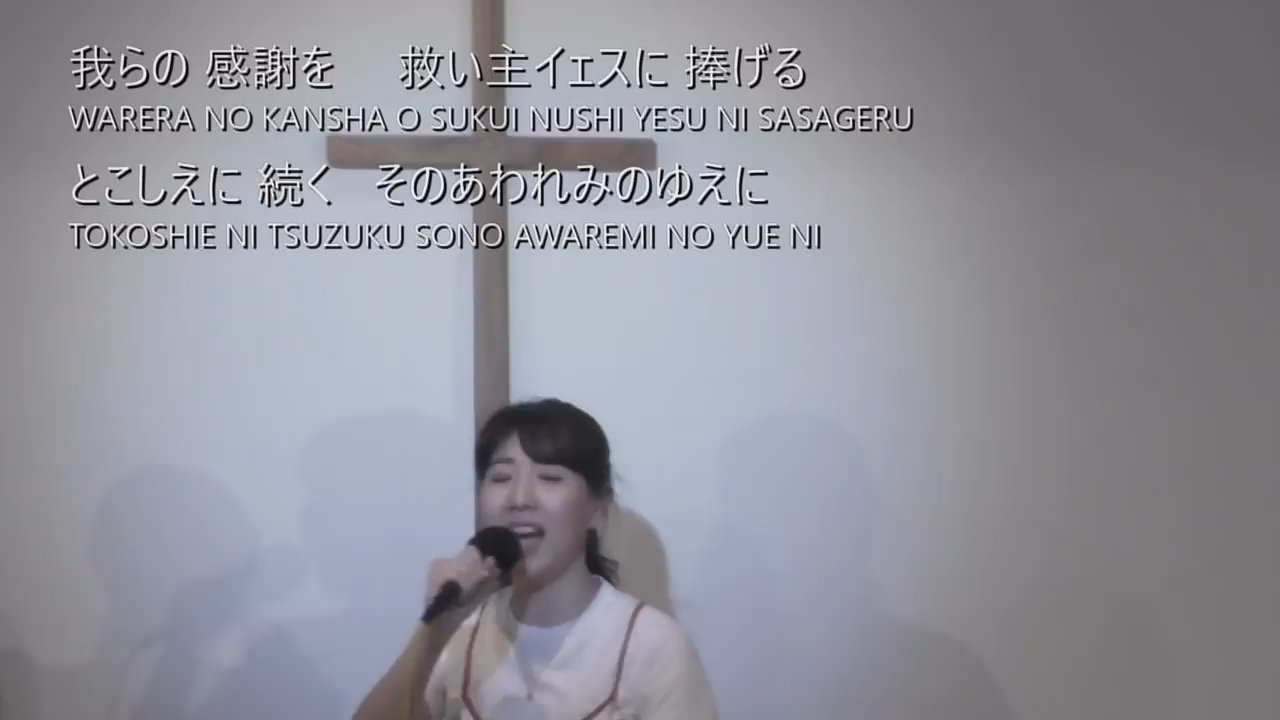 我らの 感謝を 救い主イェスに 捧げる
WARERA NO KANSHA O SUKUI NUSHI YESU NI SASAGERU
とこしえに 続く そのあわれみのゆえに
TOKOSHIE NI TSUZUKU SONO AWAREMI NO YUE NI